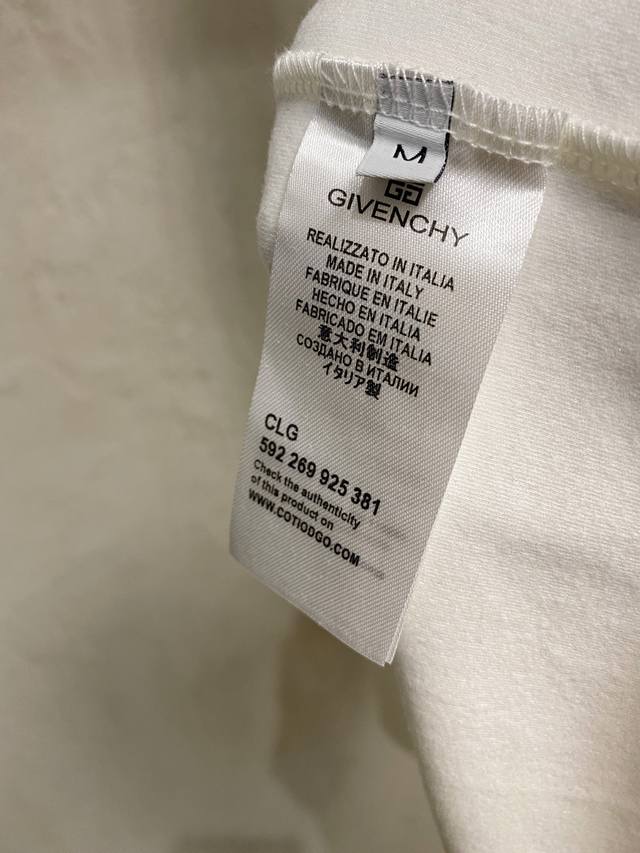 M
GIVENCHY
REALIZZATO IN ITALIA
MADE IN ITALY
FABRIQUE EN ITALIE
HECHO EN ITALIA
FABRICADO EM ITALIA
意大利制造
СОЗДАНО В ИТАЛИИ
イタリア製
CLG
592 269 925 381
Check the authenticity
of this product on
WWW.COTIODGO.COM